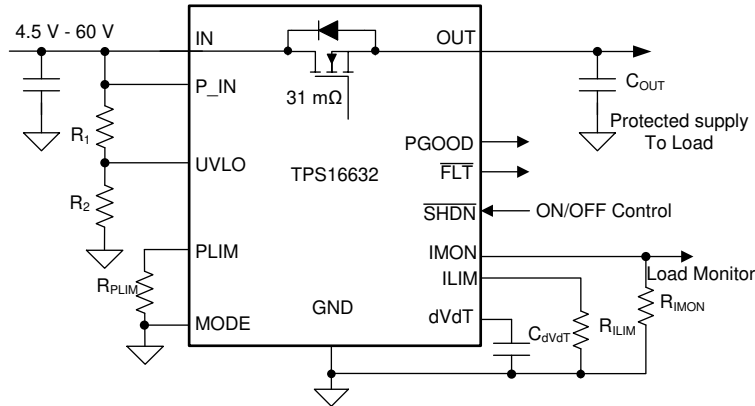 4.5 V - 60 V
IN
OUT
P_IN
31 mΩ
COUT
R1
Protected supply
To Load
PGOOD
UVLO
TPS16632
FLT
R2
SHDN
ON/OFF Control
PLIM
IMON
Load Monitor
ILIM
RPLIM
GND
RIMON
MODE
dVdT
CdVdT
RILIM